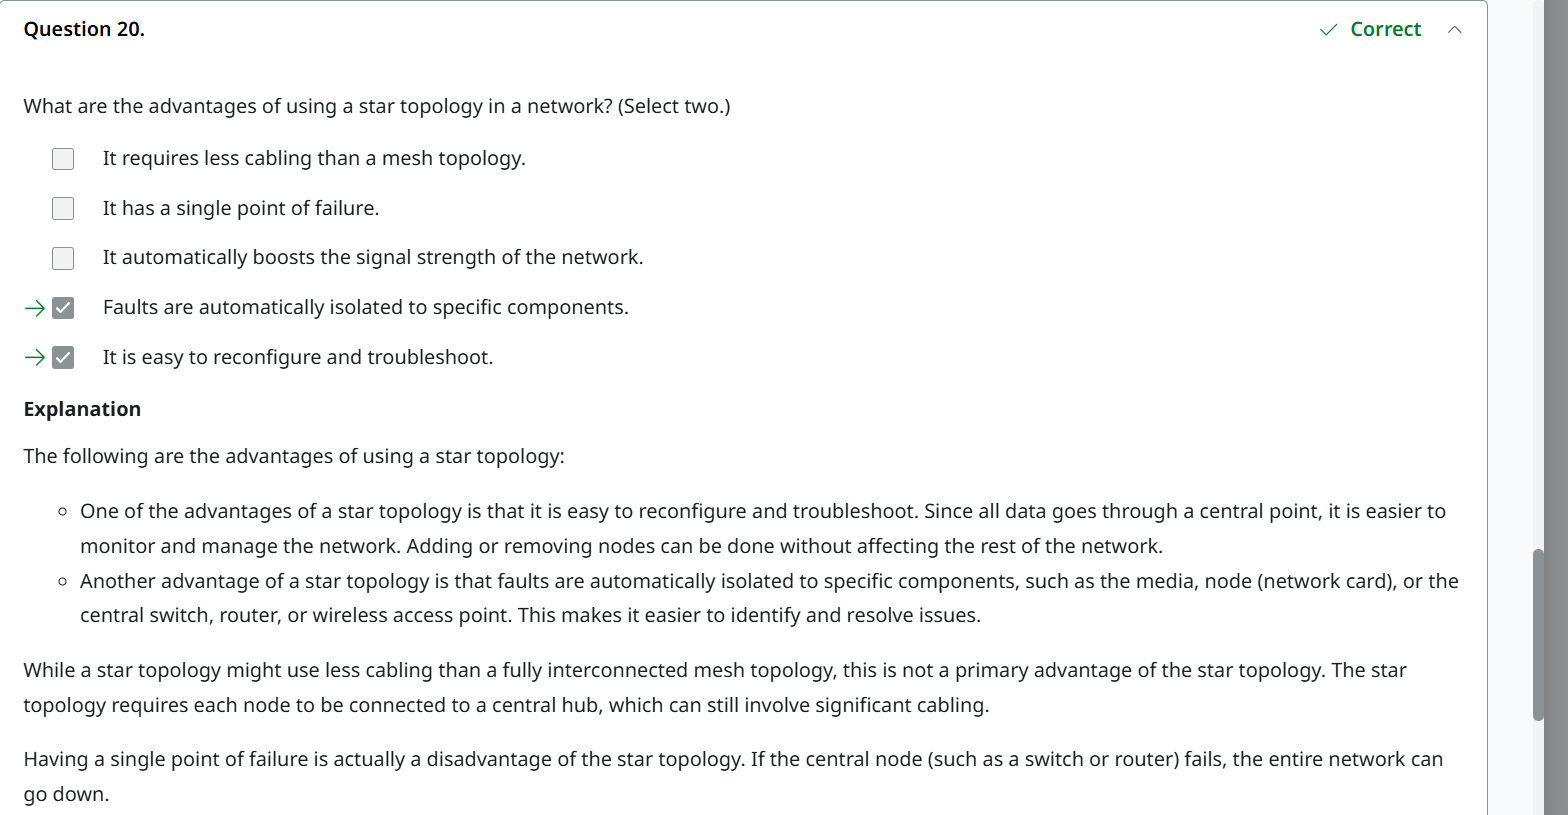 Question 20.
Correct
What are the advantages of using a star topology in a network? (Select two.)
It requires less cabling than a mesh topology.
It has a single point of failure.
It automatically boosts the signal strength of the network.
Faults are automatically isolated to specific components.
It is easy to reconfigure and troubleshoot.
Explanation
The following are the advantages of using a star topology:
One of the advantages of a star topology is that it is easy to reconfigure and troubleshoot. Since all data goes through a central point, it is easier to
monitor and manage the network. Adding or removing nodes can be done without affecting the rest of the network.
Another advantage of a star topology is that faults are automatically isolated to specific components, such as the media, node (network card), or the
central switch, router, or wireless access point. This makes it easier to identify and resolve issues.
While a star topology might use less cabling than a fully interconnected mesh topology, this is not a primary advantage of the star topology. The star
topology requires each node to be connected to a central hub, which can still involve significant cabling.
Having a single point of failure is actually a disadvantage of the star topology. If the central node (such as a switch or router) fails, the entire network can
go down.